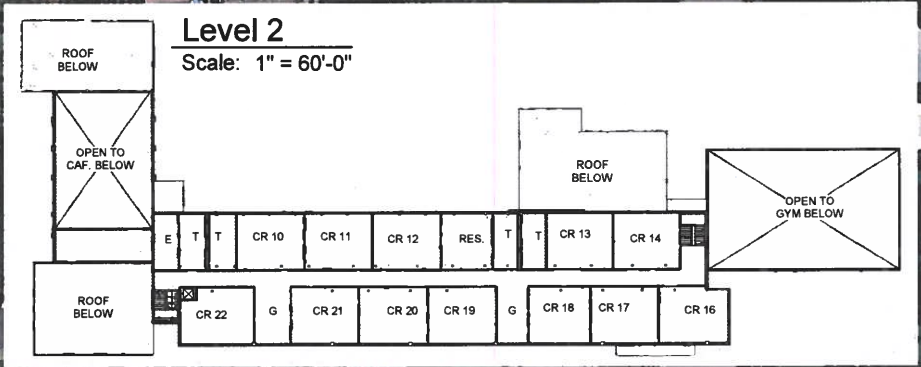 Level 2
Scale: 1" = 60'-0"
ROOF
BELOW
OPEN TO
CAF. BELOW
ROOF
BELOW
OPEN TO
GYM BELOW
E
T
T
CR 10
CR 11
CR 12
RES.
T
T
CR 13
CR 14
ROOF
BELOW
CR 22
G
CR 21
CR 20
CR 19
G
CR 18
CR 17
CR 16